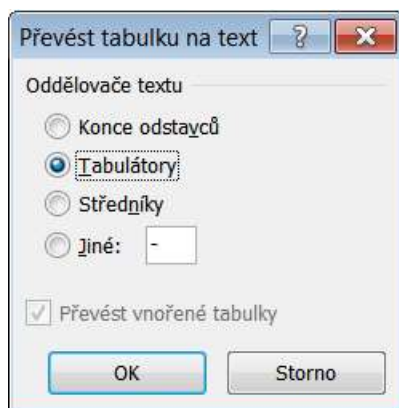 Převést tabulku na text
Oddělovače textu
Konce odstavců
Tabulátory
Středníky
Jiné: -
Převést vnořené tabulky
OK Storno